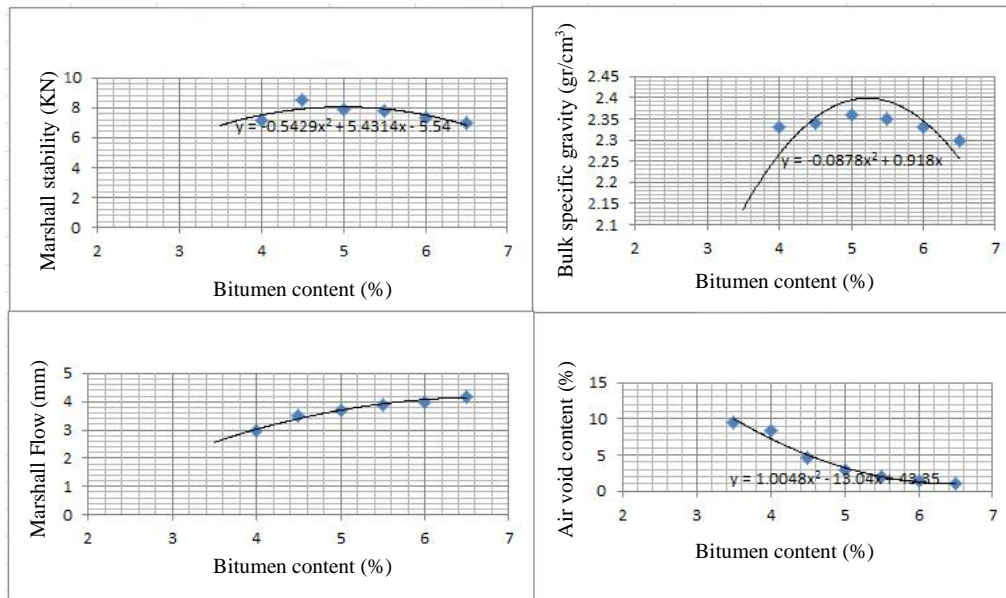 Marshall stability (KN)
10
8
6
4
2
0
y = -0.5429x² + 5.4314x - 5.54
2 3 4 5 6 7
Bitumen content (%)
Bulk specific gravity (gr/cm³)
2.45
2.4
2.35
2.3
2.25
2.2
2.15
2.1
y = -0.0878x² + 0.918x
2 3 4 5 6 7
Bitumen content (%)
Marshall Flow (mm)
5
4
3
2
1
0
2 3 4 5 6 7
Bitumen content (%)
Air void content (%)
15
10
5
0
y = 1.0048x² - 13.04x + 43.35
2 3 4 5 6 7
Bitumen content (%)